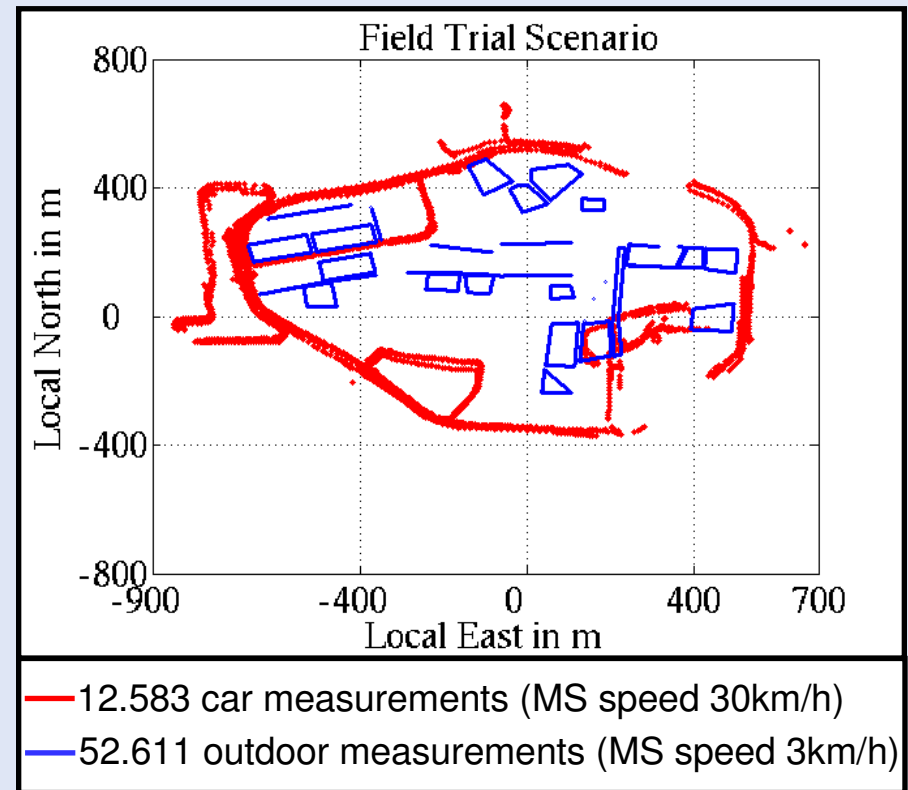 Field Trial Scenario
800
400
0
-400
-800
Local North in m
-900
-400
0
400
700
Local East in m
12.583 car measurements (MS speed 30km/h)
52.611 outdoor measurements (MS speed 3km/h)